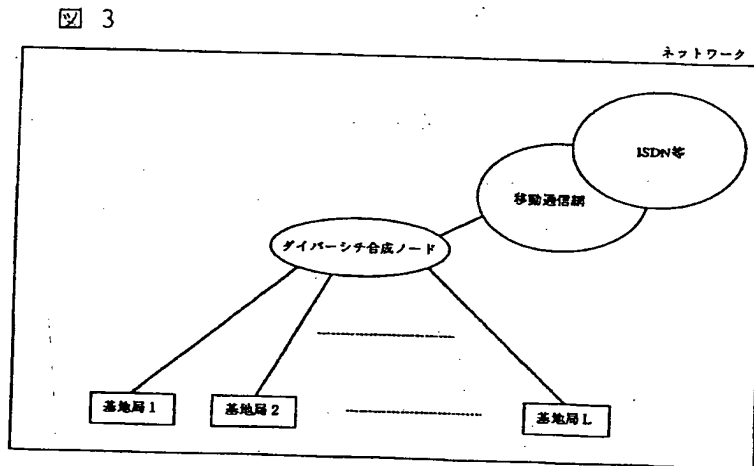 図 3
ネットワーク
ISDN等
移動通信網
ダイバーシチ合成ノード
基地局1
基地局2
基地局L